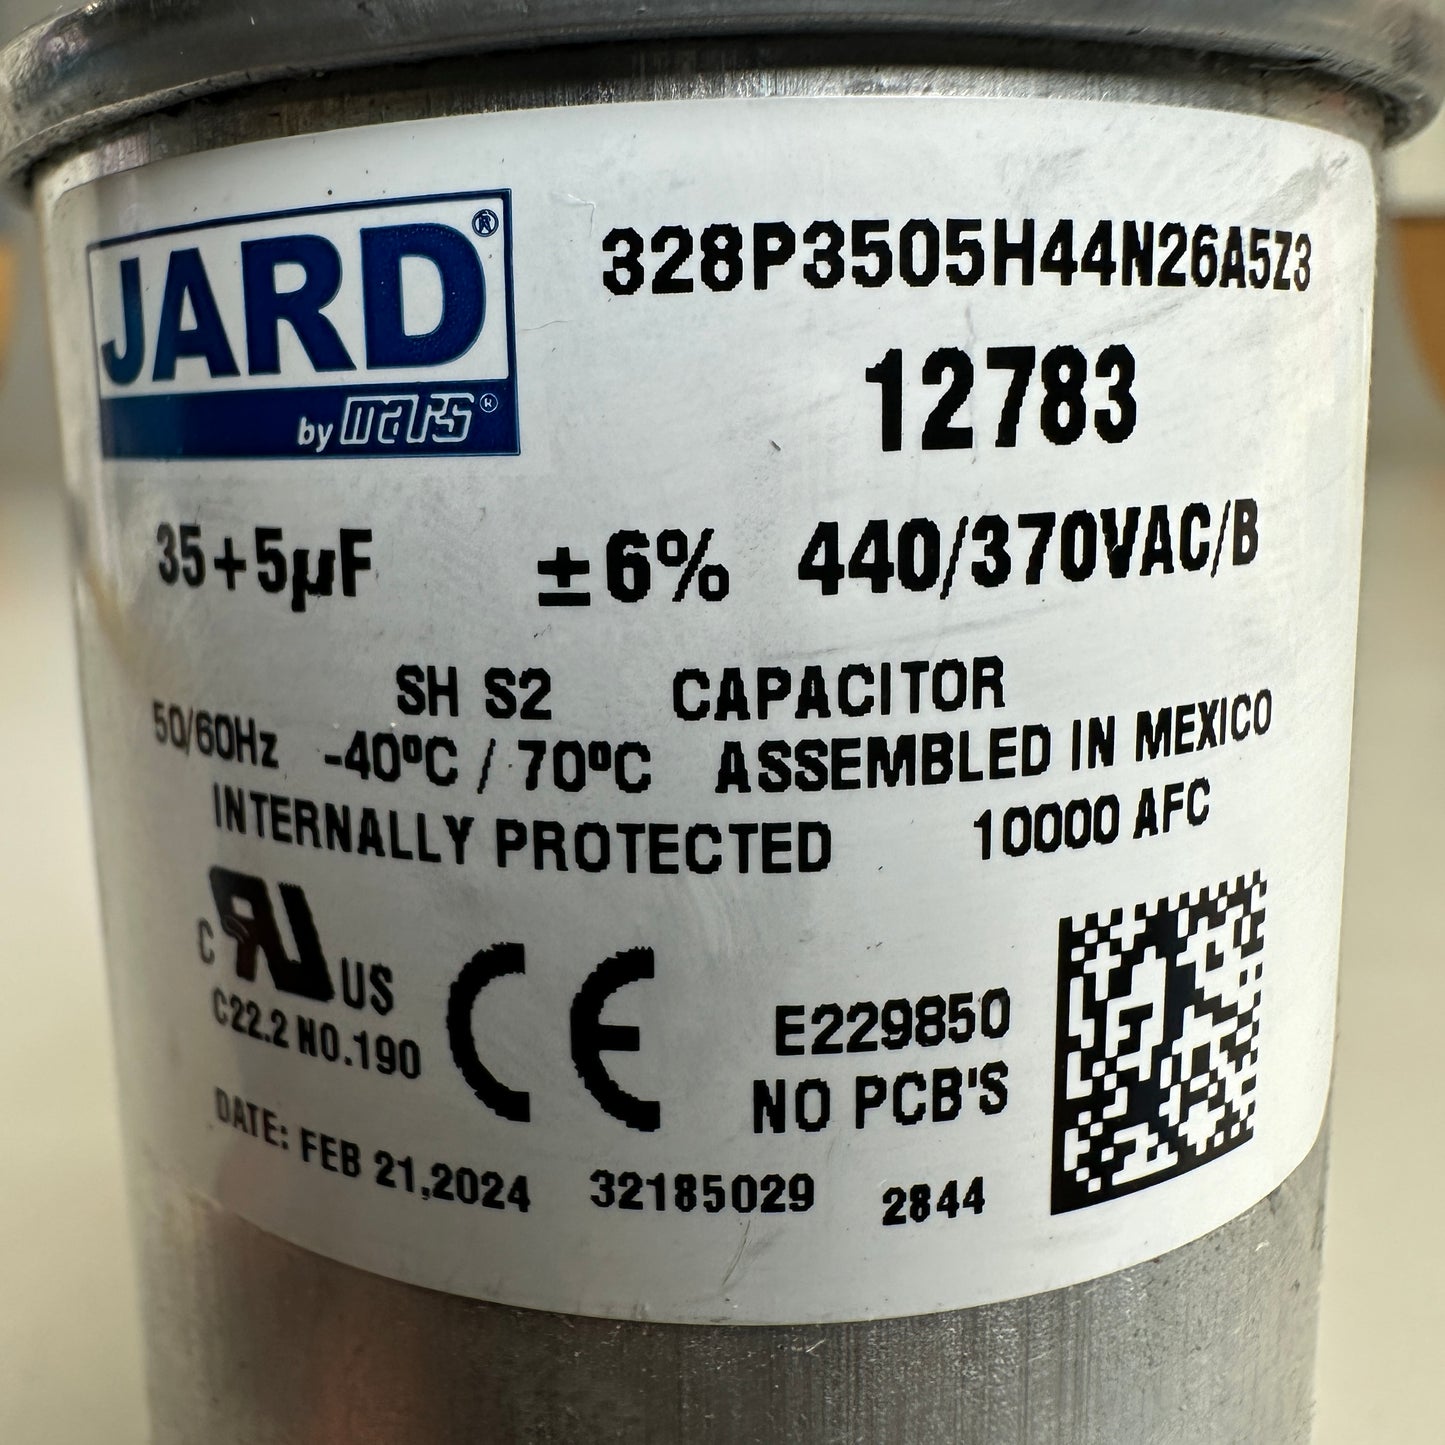 JARD®
by mars®
328P3505H44N26A5Z3
12783
35+5µF ±6% 440/370VAC/B
SH S2 CAPACITOR
50/60Hz -40ºC / 70ºC ASSEMBLED IN MEXICO
INTERNALLY PROTECTED 10000 AFC
C RU US
C22.2 NO.190
CE
E229850
NO PCB'S
DATE: FEB 21,2024 32185029 2844